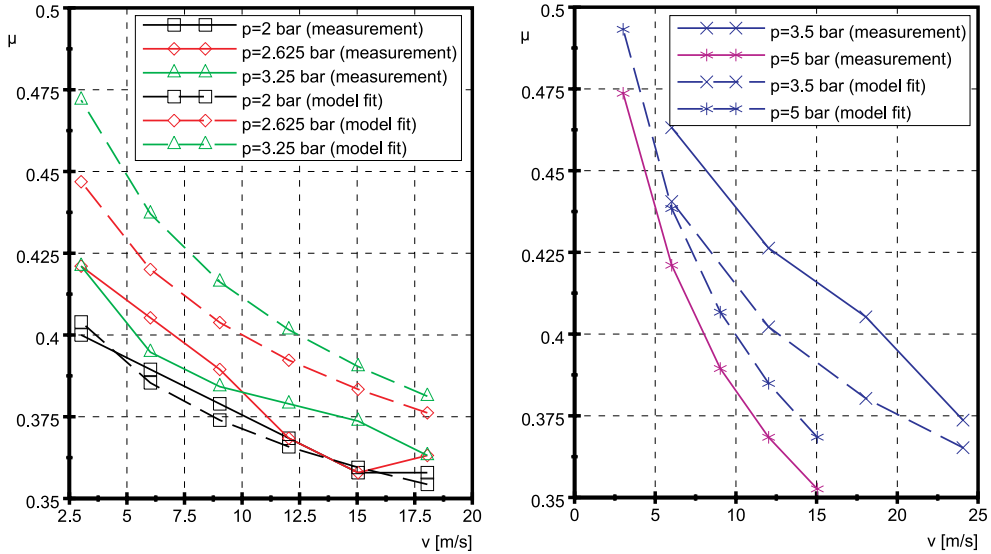 0.5
μ
0.475
0.45
0.425
0.4
0.375
0.35
2.5
5
7.5
10
12.5
15
17.5
20
v [m/s]
p=2 bar (measurement)
p=2.625 bar (measurement)
p=3.25 bar (measurement)
p=2 bar (model fit)
p=2.625 bar (model fit)
p=3.25 bar (model fit)
0.5
μ
0.475
0.45
0.425
0.4
0.375
0.35
0
5
10
15
20
25
v [m/s]
p=3.5 bar (measurement)
p=5 bar (measurement)
p=3.5 bar (model fit)
p=5 bar (model fit)